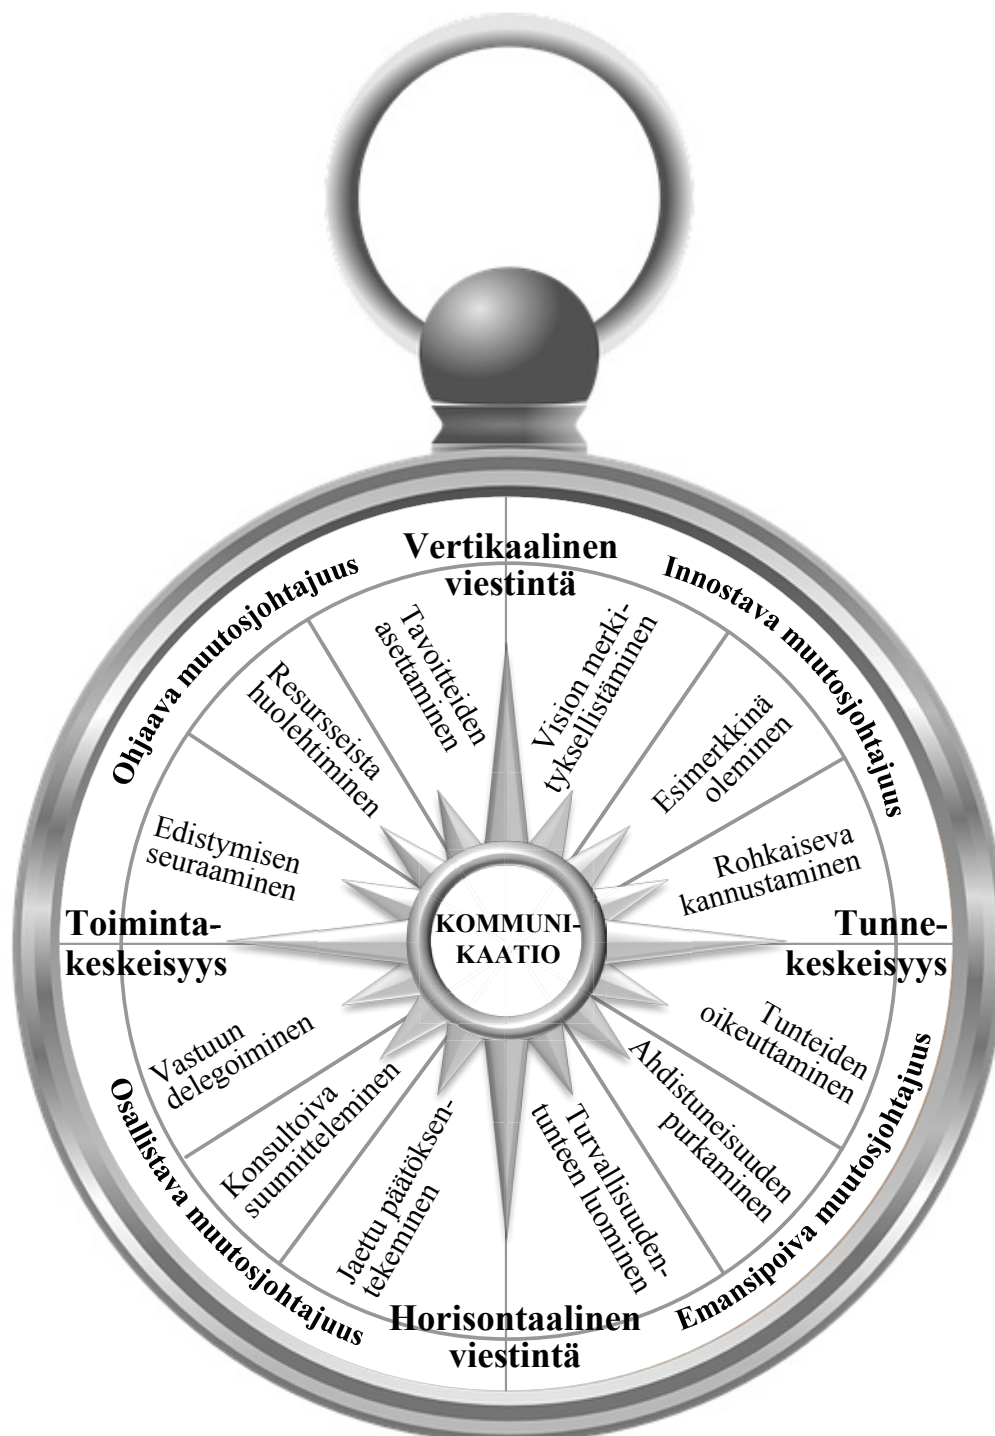 Vertikaalinen
viestintä
Ohjaava muutosjohtajuus
Innostava muutosjohtajuus
Tavoitteiden
asettaminen
Vision merki-
tyksellistäminen
Resursseista
huolehtiminen
Esimerkkinä
oleminen
Edistymisen
seuraaminen
Rohkaiseva
kannustaminen
Toiminta-
keskeisyys
KOMMUNI-
KAATIO
Tunne-
keskeisyys
Vastuun
delegoiminen
Tunteiden
oikeuttaminen
Konsultoiva
suunnitteleminen
Ahdistuneisuuden
purkaminen
Jaettu päätöksen-
tekeminen
Turvallisuuden-
tunteen luominen
Osallistava muutosjohtajuus
Emansipoiva muutosjohtajuus
Horisontaalinen
viestintä